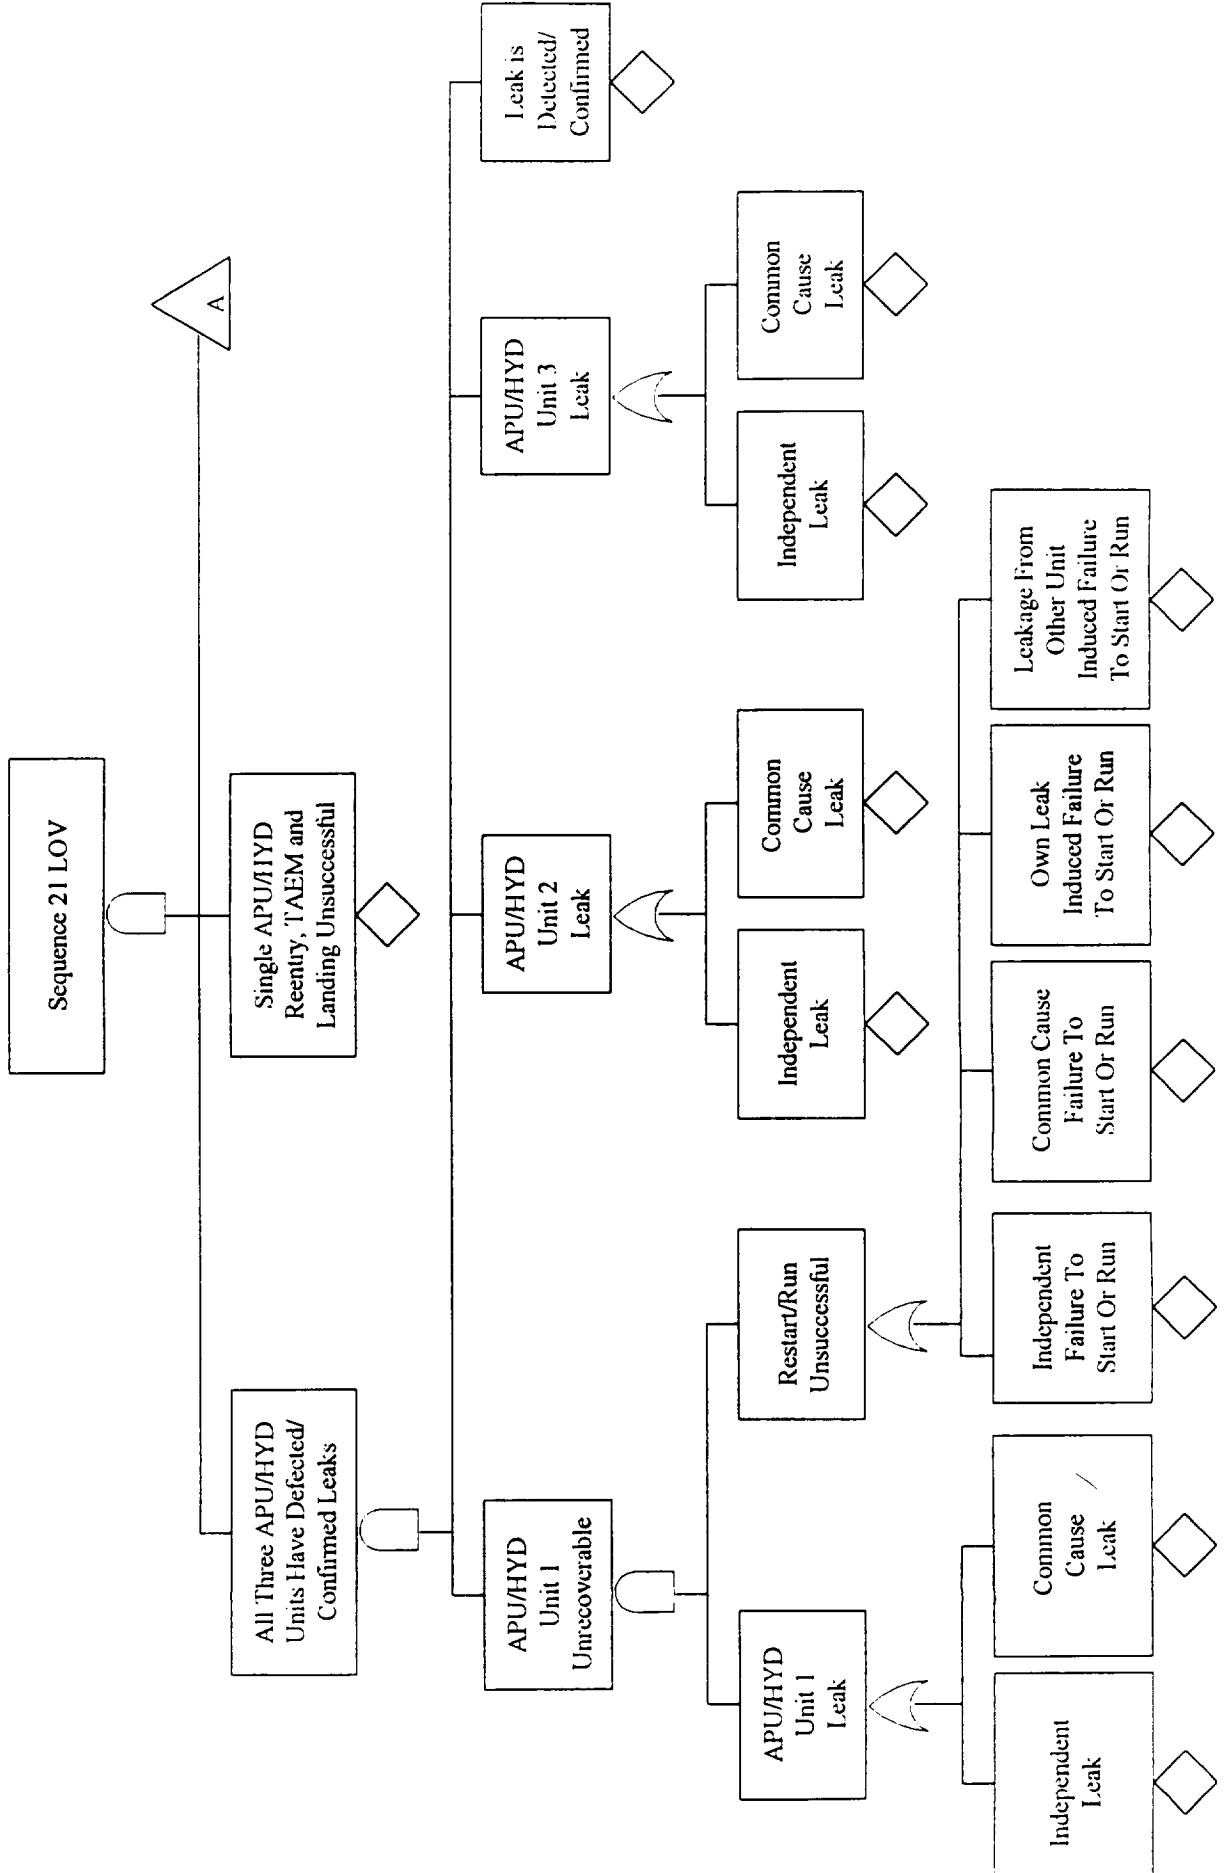 Sequence 21 LOV
All Three APU/HYD
Units Have Defected/
Confirmed Leaks
Single APU/HYD
Reentry, TAEM and
Landing Unsuccessful
A
APU/HYD
Unit 1
Unrecoverable
APU/HYD
Unit 2
Leak
APU/HYD
Unit 3
Leak
Leak is
Detected/
Confirmed
APU/HYD
Unit 1
Leak
Restart/Run
Unsuccessful
Independent
Leak
Common
Cause
Leak
Independent
Leak
Common
Cause
Leak
Independent
Leak
Common
Cause
Leak
Independent
Failure To
Start Or Run
Common Cause
Failure To
Start Or Run
Own Leak
Induced Failure
To Start Or Run
Leakage From
Other Unit
Induced Failure
To Start Or Run